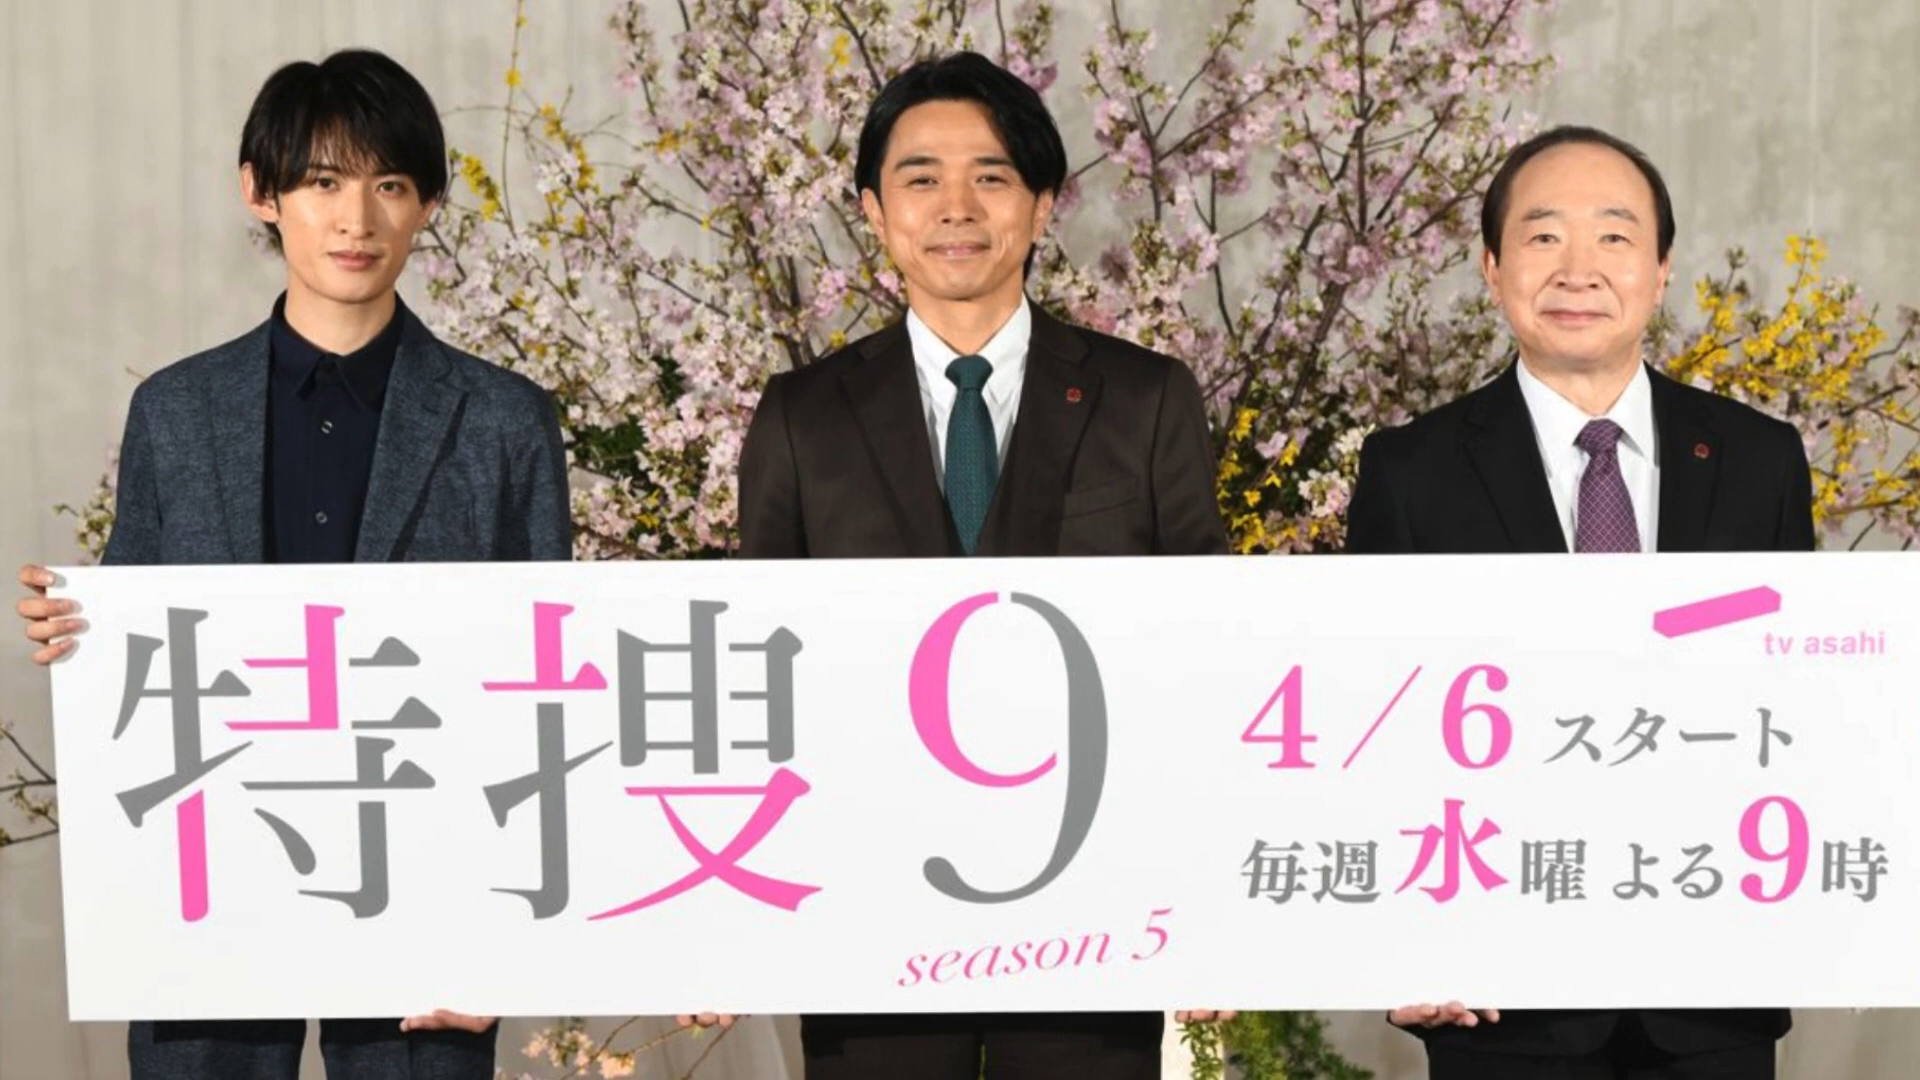 特捜9
season 5
tv asahi
4/6 スタート
毎週水曜 よる9時